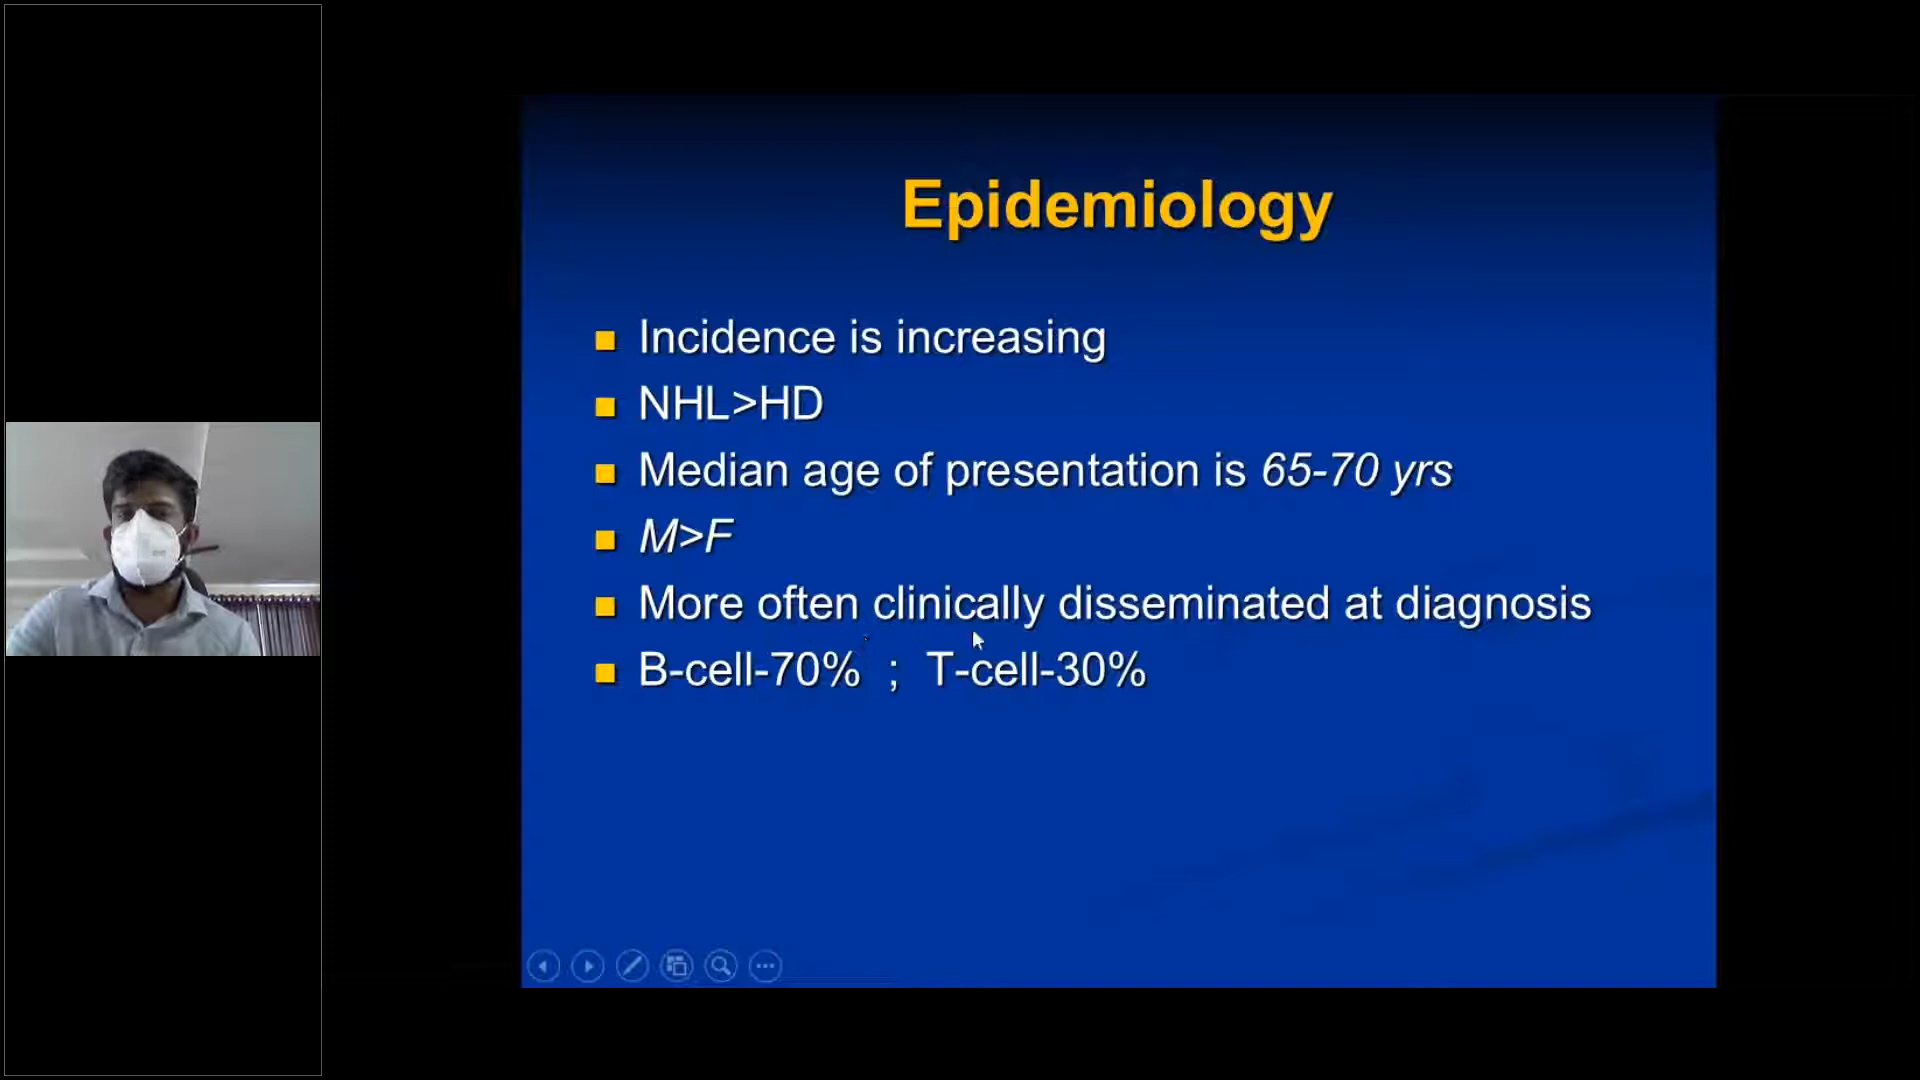 Epidemiology
Incidence is increasing
NHL>HD
Median age of presentation is 65-70 yrs
M>F
More often clinically disseminated at diagnosis
B-cell-70% ; T-cell-30%